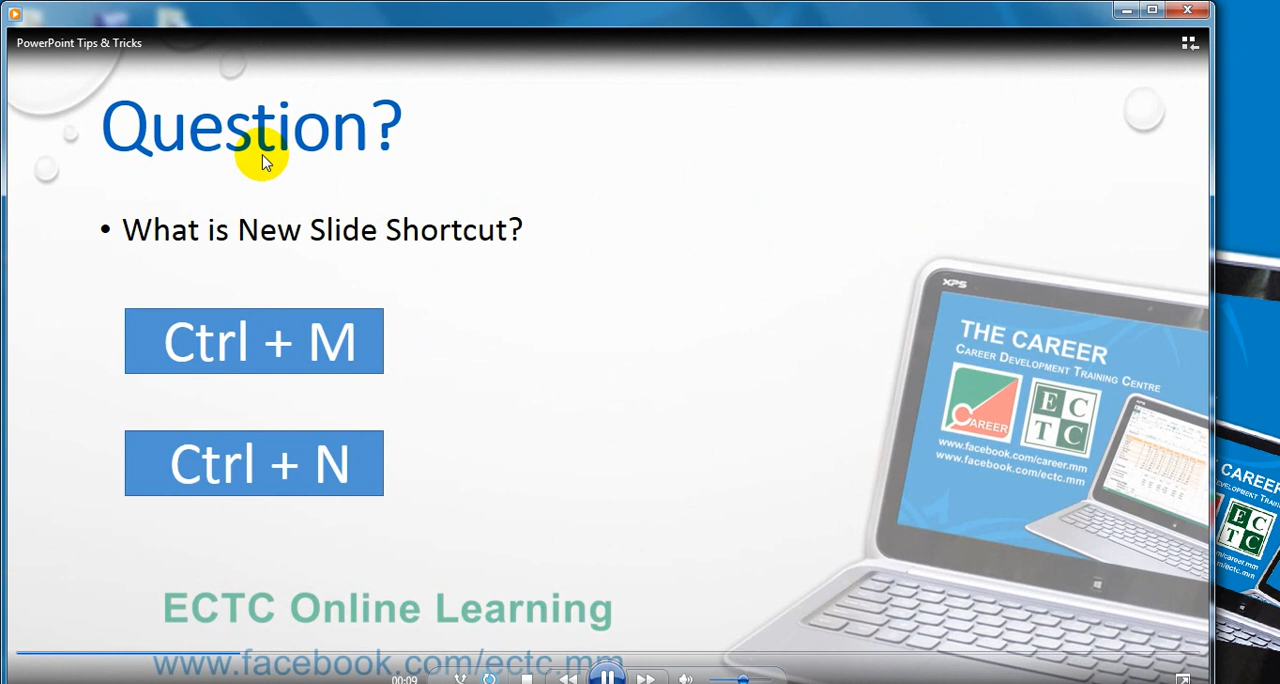 PowerPoint Tips & Tricks
Question?
• What is New Slide Shortcut?
Ctrl + M
Ctrl + N
XPS
THE CAREER
CAREER DEVELOPMENT TRAINING CENTRE
CAREER
E C
T C
www.facebook.com/career.mm
www.facebook.com/ectc.mm
ECTC Online Learning
www.facebook.com/ectc.mm
00:09
THE CAREER
E C
T C